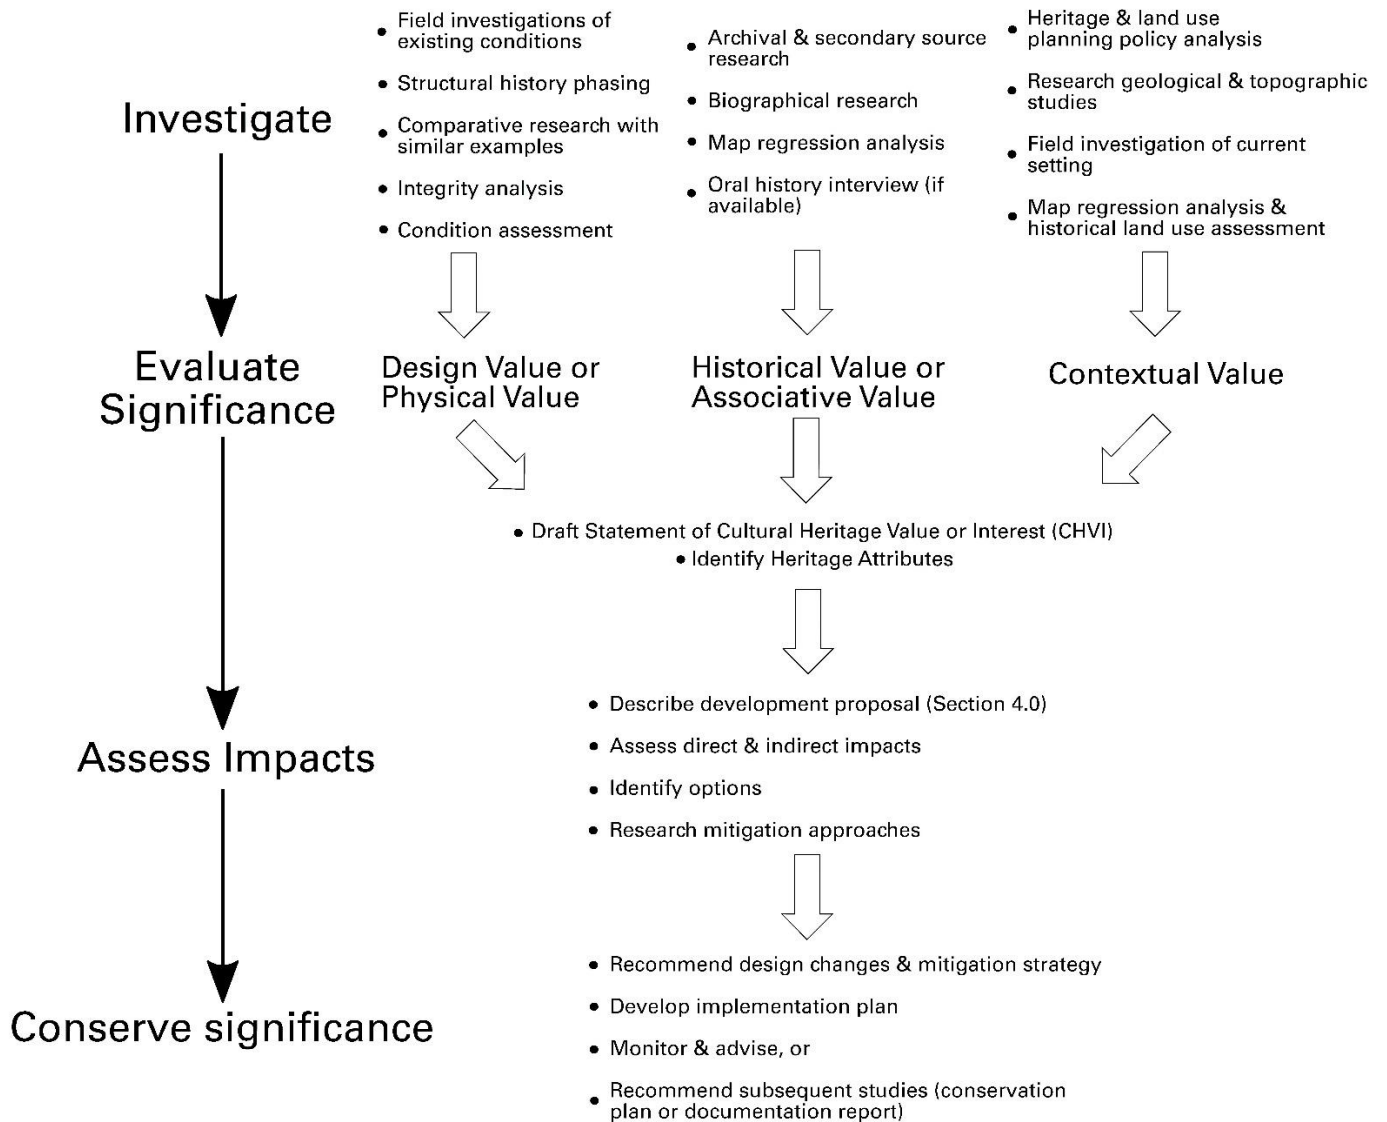 Investigate
• Field investigations of
existing conditions
• Structural history phasing
• Comparative research with
similar examples
• Integrity analysis
• Condition assessment
• Archival & secondary source
research
• Biographical research
• Map regression analysis
• Oral history interview (if
available)
• Heritage & land use
planning policy analysis
• Research geological & topographic
studies
• Field investigation of current
setting
• Map regression analysis &
historical land use assessment
Evaluate
Significance
Design Value or
Physical Value
Historical Value or
Associative Value
Contextual Value
• Draft Statement of Cultural Heritage Value or Interest (CHVI)
• Identify Heritage Attributes
Assess Impacts
• Describe development proposal (Section 4.0)
• Assess direct & indirect impacts
• Identify options
• Research mitigation approaches
Conserve significance
• Recommend design changes & mitigation strategy
• Develop implementation plan
• Monitor & advise, or
• Recommend subsequent studies (conservation
plan or documentation report)